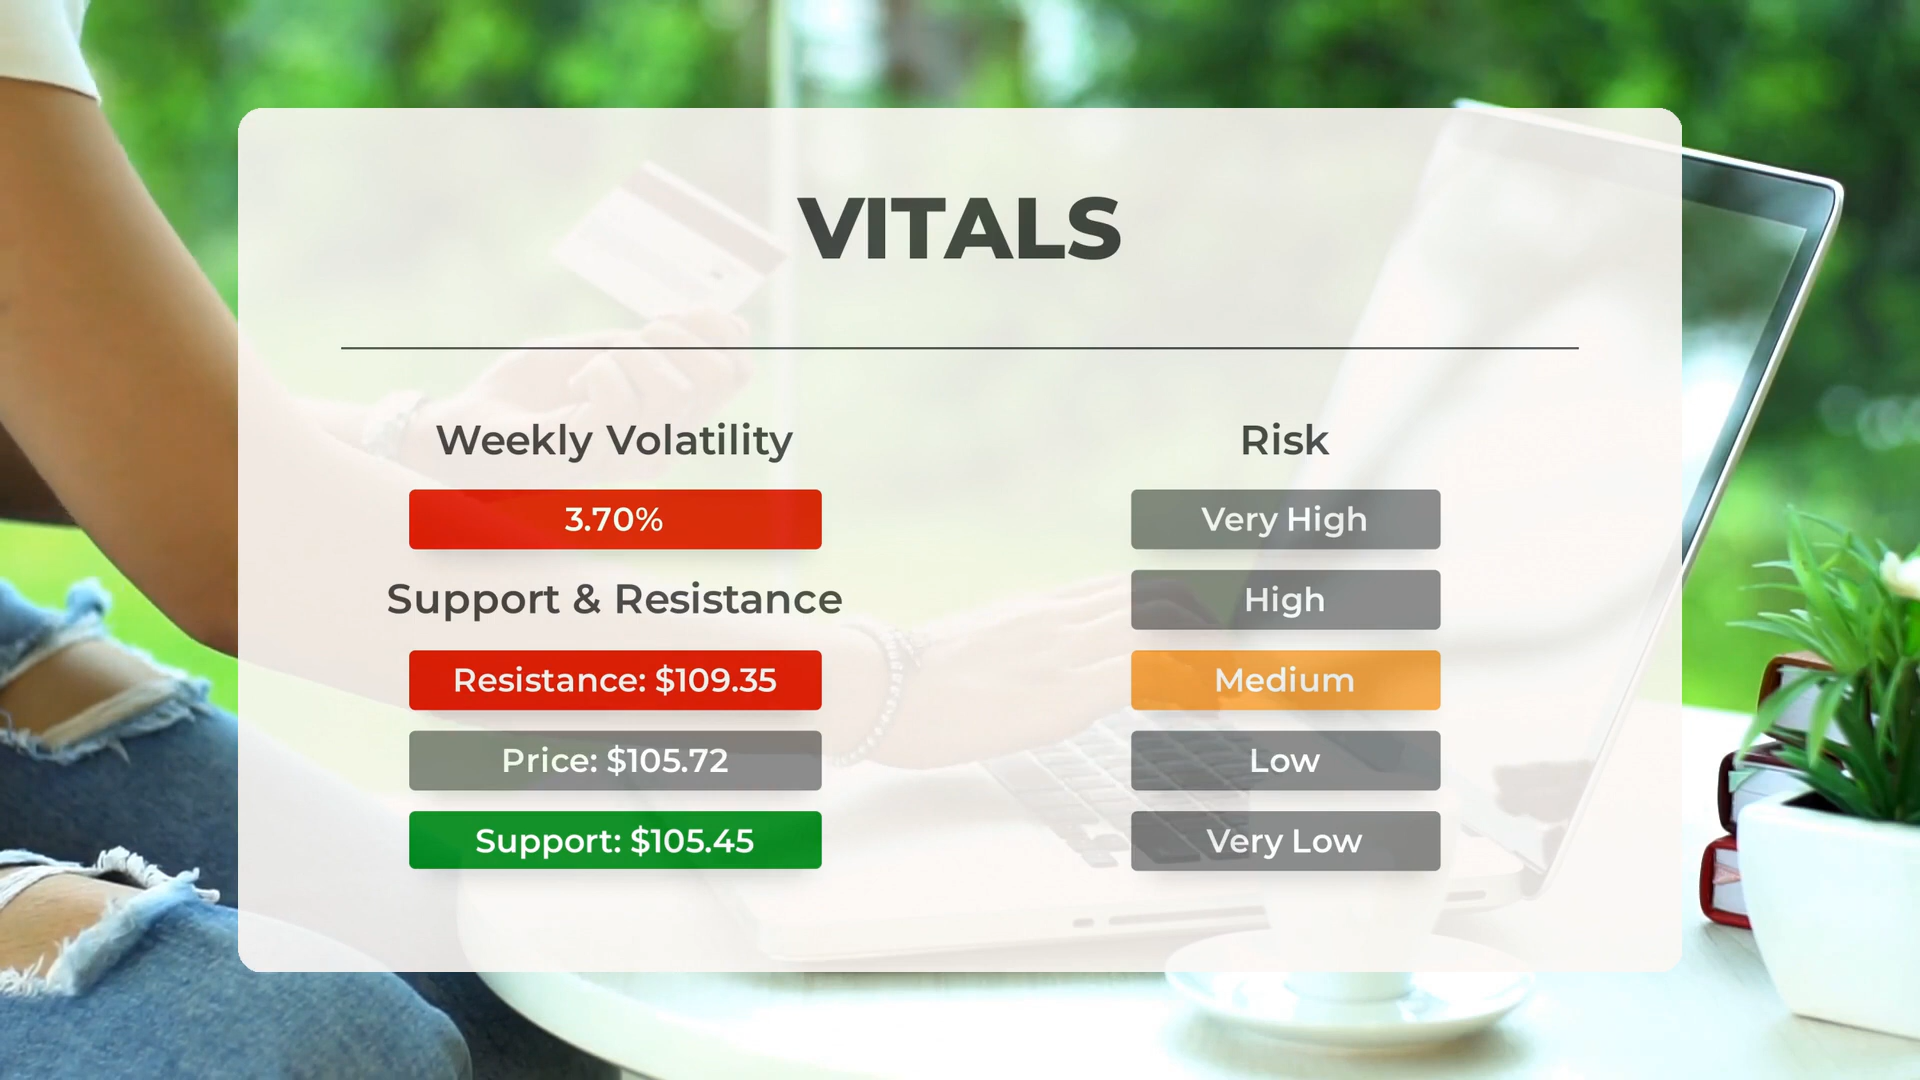 VITALS
Weekly Volatility
3.70%
Support & Resistance
Resistance: $109.35
Price: $105.72
Support: $105.45
Risk
Very High
High
Medium
Low
Very Low